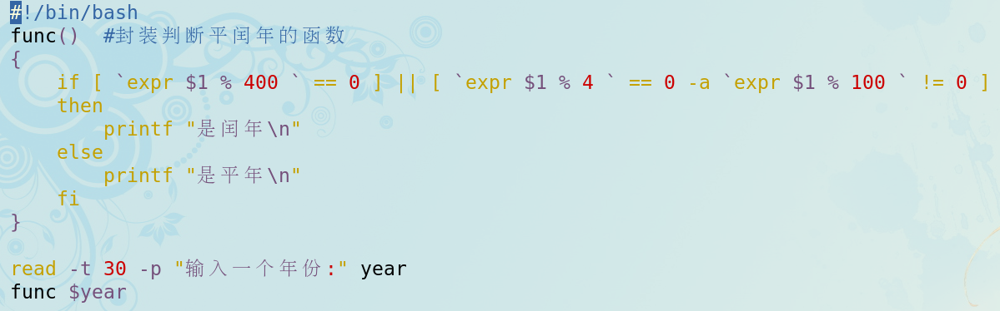 #!/bin/bash
func()  #封装判断平闰年的函数
{
    if [ `expr $1 % 400 ` == 0 ] || [ `expr $1 % 4 ` == 0 -a `expr $1 % 100 ` != 0 ]
    then
        printf "是闰年\n"
    else
        printf "是平年\n"
    fi
}

read -t 30 -p "输入一个年份:" year
func $year